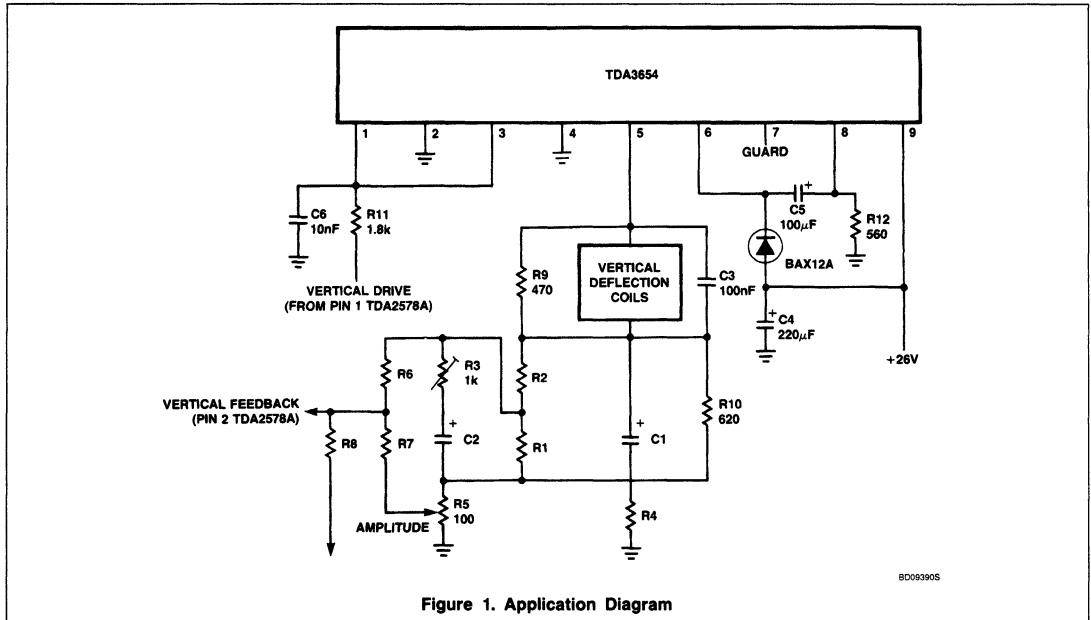 TDA3654
1
2
3
4
5
6
7
8
9
GUARD
C6
10nF
R11
1.8k
VERTICAL DRIVE
(FROM PIN 1 TDA2578A)
R9
470
VERTICAL
DEFLECTION
COILS
C3
100nF
+
C5
100μF
R12
560
BAX12A
+
C4
220μF
+26V
R6
R3
1k
R2
R10
620
VERTICAL FEEDBACK
(PIN 2 TDA2578A)
R8
R7
+
C2
R1
+
C1
R5
100
AMPLITUDE
R4
BD09390S
Figure 1. Application Diagram